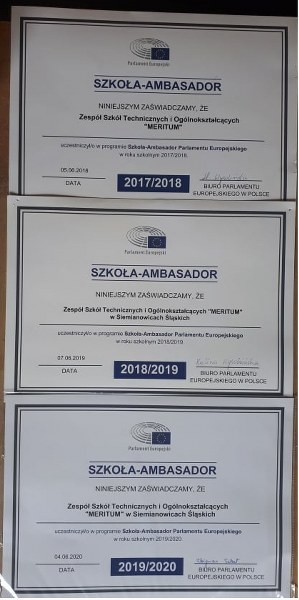 Parlament Europejski
SZKOŁA-AMBASADOR
NINIEJSZYM ZAŚWIADCZAMY, ŻE
Zespół Szkół Technicznych i Ogólnokształcących
"MERITUM"
uczestniczyło w programie Szkoła-Ambasador Parlamentu Europejskiego
w roku szkolnym 2017/2018.
05.06.2018
DATA
2017/2018
BIURO PARLAMENTU
EUROPEJSKIEGO W POLSCE
Parlament Europejski
SZKOŁA-AMBASADOR
NINIEJSZYM ZAŚWIADCZAMY, ŻE
Zespół Szkół Technicznych i Ogólnokształcących "MERITUM"
w Siemianowicach Śląskich
uczestniczyło w programie Szkoła-Ambasador Parlamentu Europejskiego
w roku szkolnym 2018/2019
07.06.2019
DATA
2018/2019
BIURO PARLAMENTU
EUROPEJSKIEGO W POLSCE
Parlament Europejski
SZKOŁA-AMBASADOR
NINIEJSZYM ZAŚWIADCZAMY, ŻE
Zespół Szkół Technicznych i Ogólnokształcących
"MERITUM" w Siemianowicach Śląskich
uczestniczyło w programie Szkoła-Ambasador Parlamentu Europejskiego
w roku szkolnym 2019/2020.
04.06.2020
DATA
2019/2020
BIURO PARLAMENTU
EUROPEJSKIEGO W POLSCE